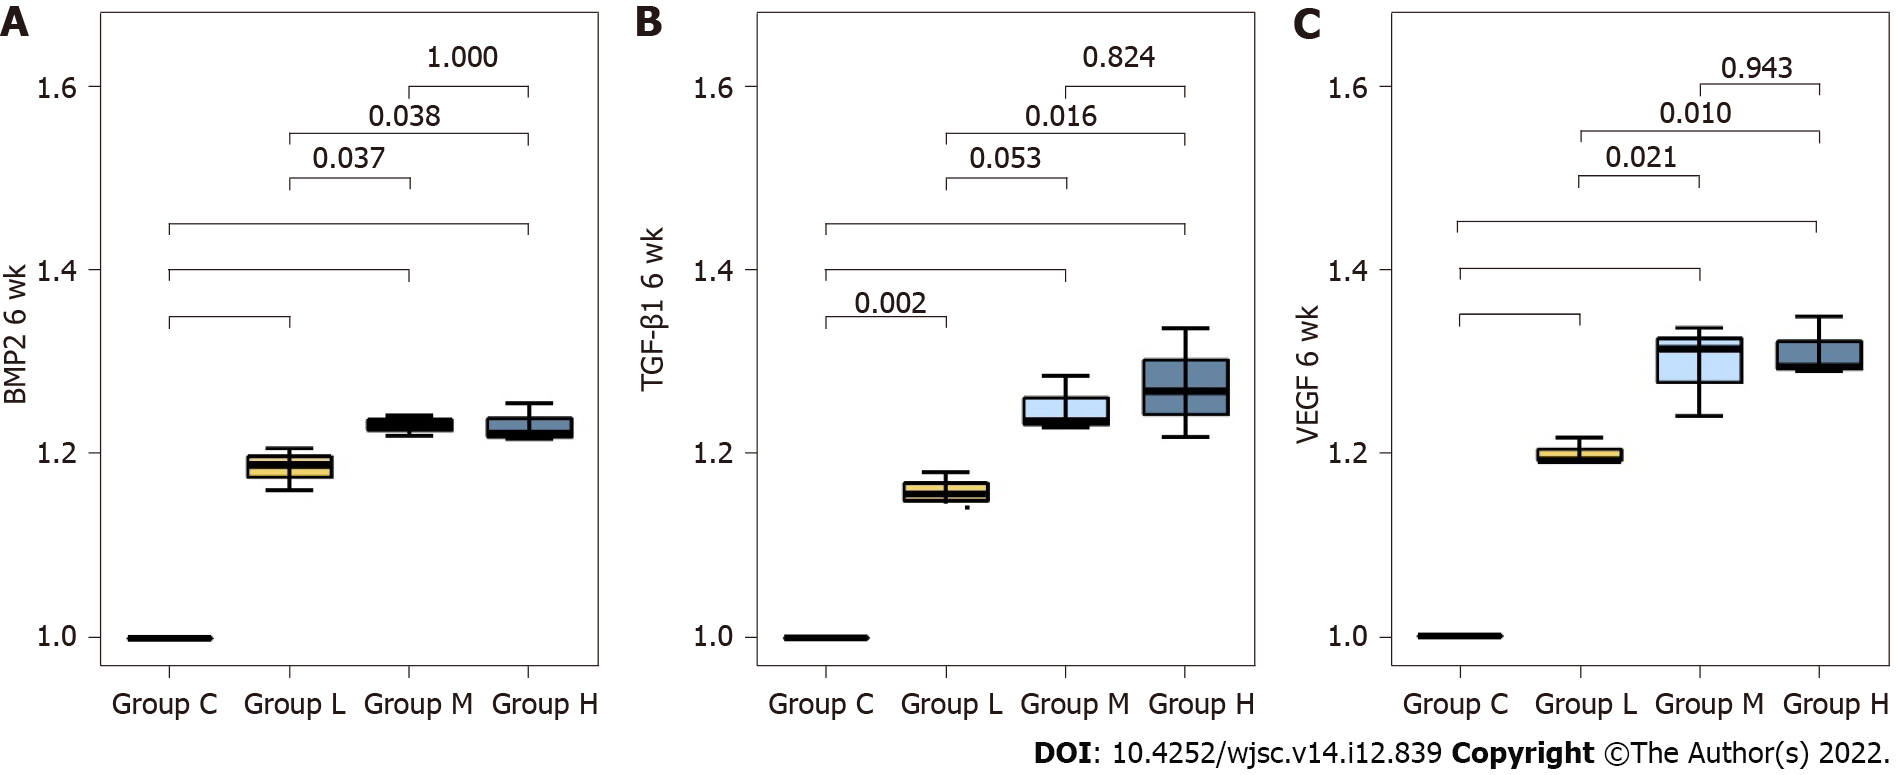 A
BMP2 6 wk
1.6
1.4
1.2
1.0
1.000
0.038
0.037
Group C Group L Group M Group H
B
TGF-β1 6 wk
1.6
1.4
1.2
1.0
0.824
0.016
0.053
0.002
Group C Group L Group M Group H
C
VEGF 6 wk
1.6
1.4
1.2
1.0
0.943
0.010
0.021
Group C Group L Group M Group H
DOI: 10.4252/wjsc.v14.i12.839 Copyright ©The Author(s) 2022.